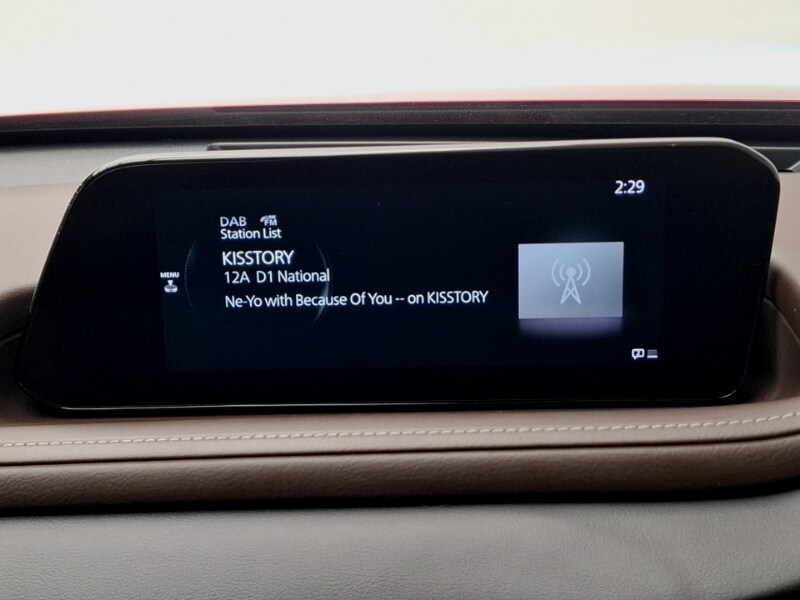 2:29
DAB LINK FM
Station List
KISSTORY
12A D1 National
MENU
Ne-Yo with Because Of You -- on KISSTORY